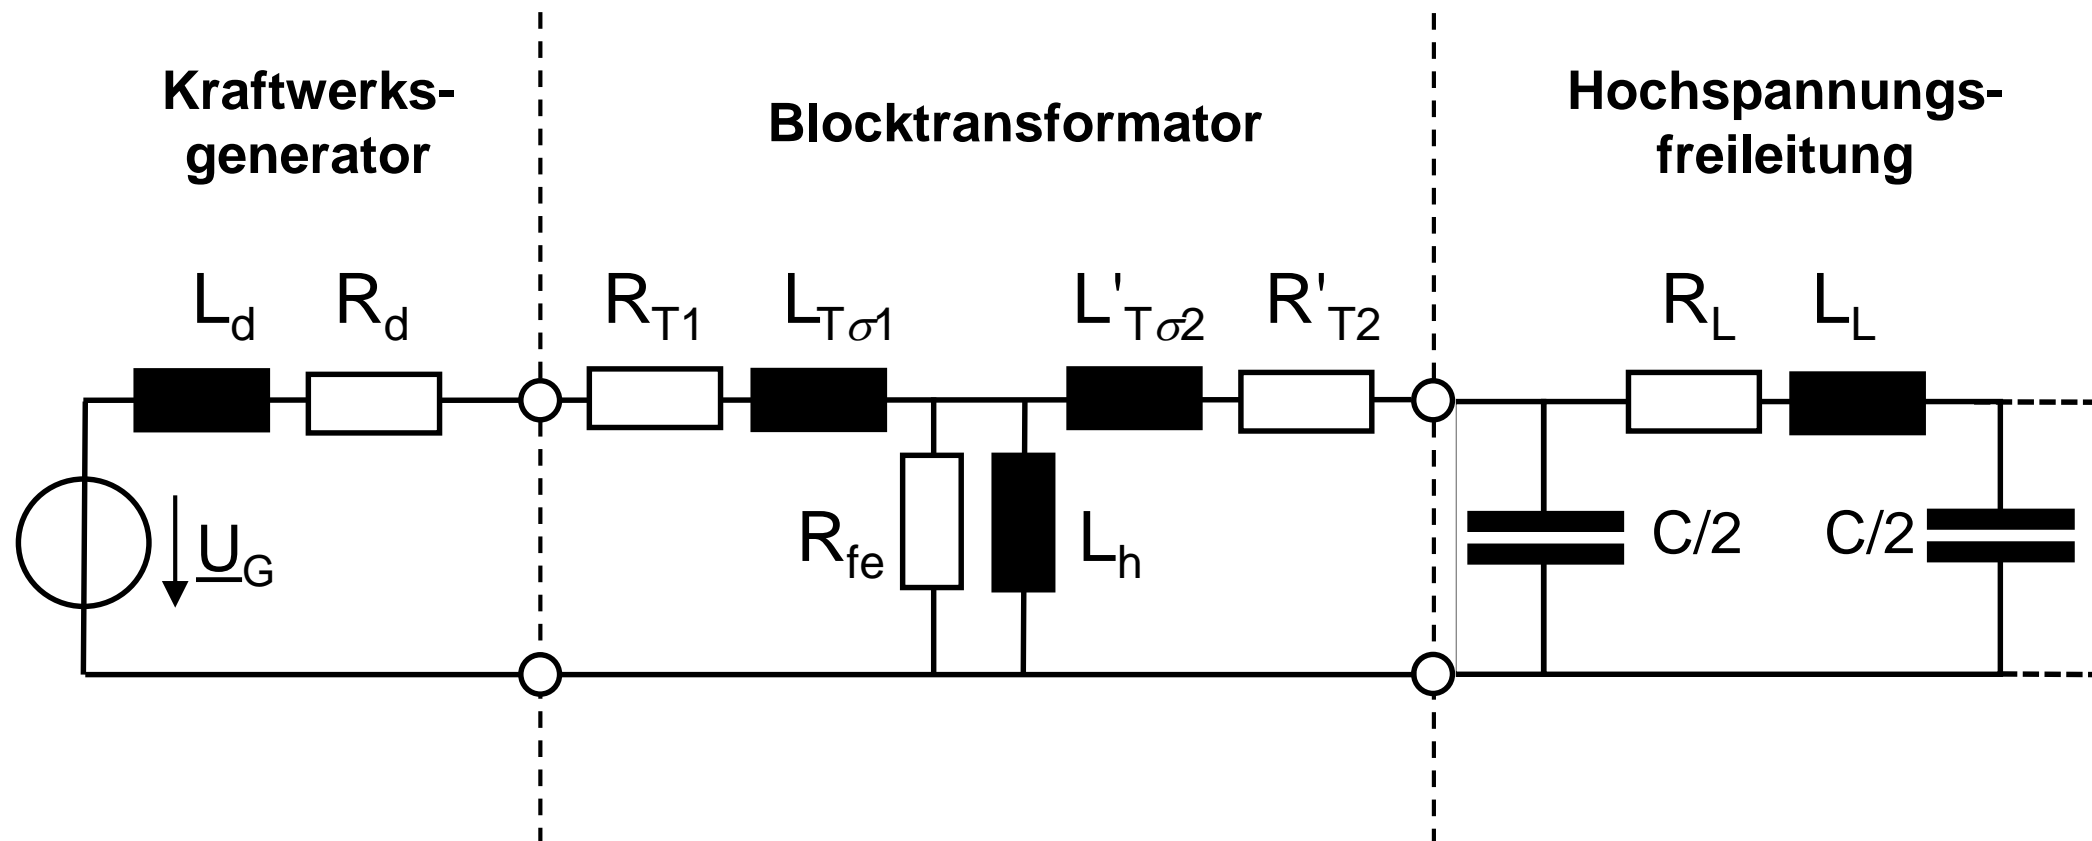 Kraftwerks-
generator
Blocktransformator
Hochspannungs-
freileitung
L_d R_d R_T1 L_Tσ1 L'_Tσ2 R'_T2 R_L L_L
U_G R_fe L_h C/2 C/2